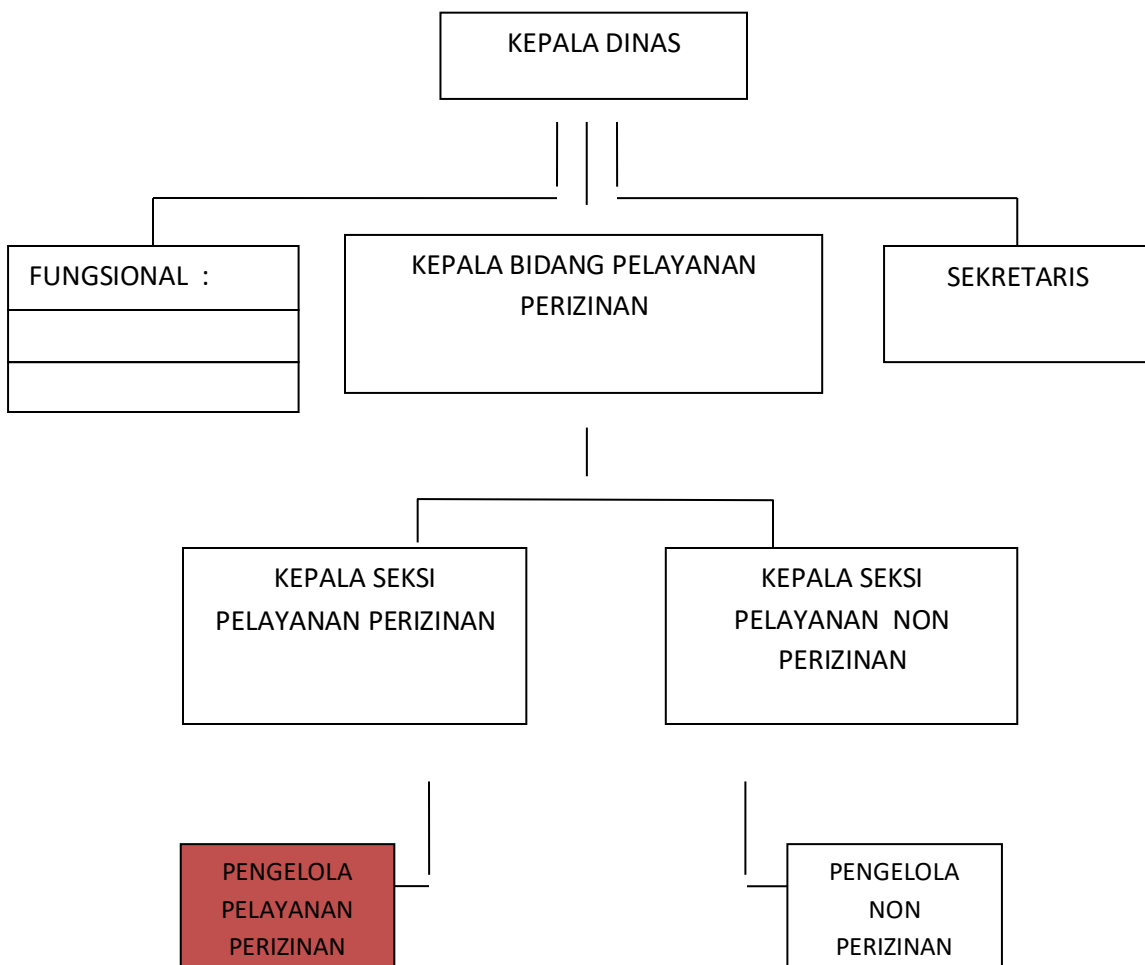 KEPALA DINAS
FUNGSIONAL :
KEPALA BIDANG PELAYANAN
PERIZINAN
SEKRETARIS
KEPALA SEKSI
PELAYANAN PERIZINAN
KEPALA SEKSI
PELAYANAN NON
PERIZINAN
PENGELOLA
PELAYANAN
PERIZINAN
PENGELOLA
NON
PERIZINAN